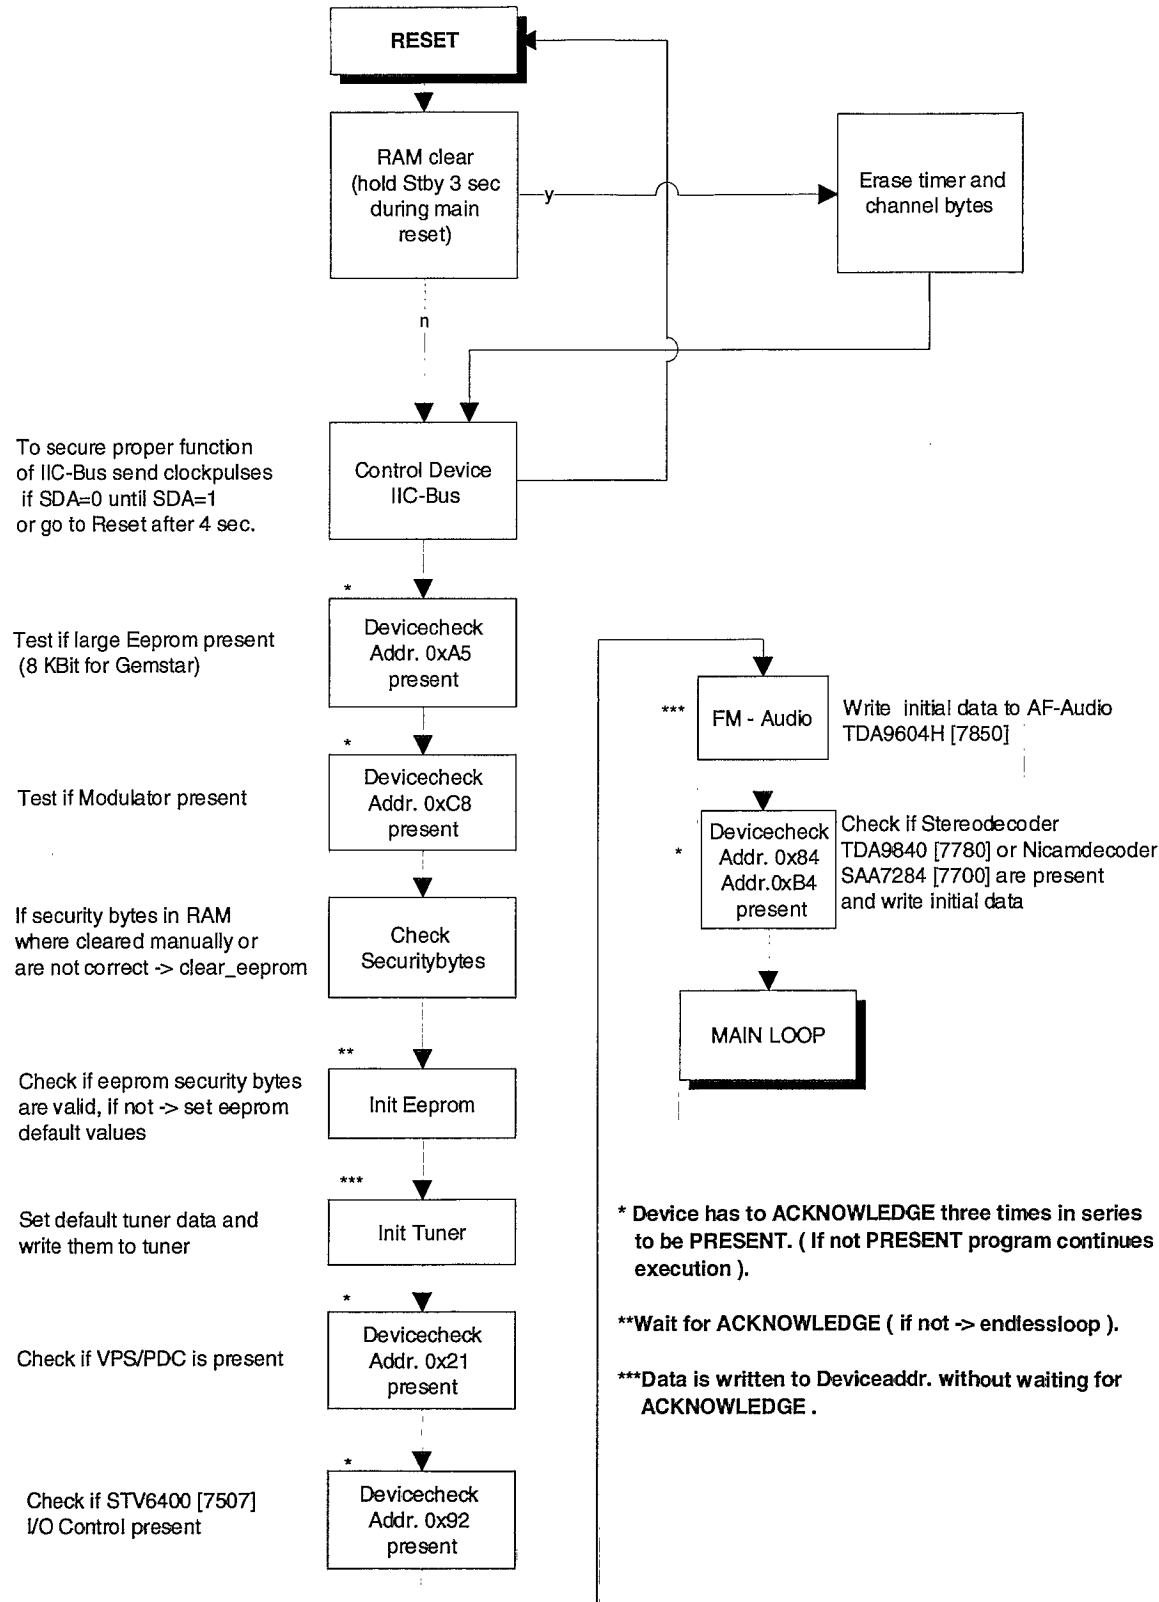 RESET
RAM clear
(hold Stby 3 sec
during main
reset)
y
Erase timer and
channel bytes
n
To secure proper function
of IIC-Bus send clockpulses
if SDA=0 until SDA=1
or go to Reset after 4 sec.
Control Device
IIC-Bus
*
Test if large Eeprom present
(8 KBit for Gemstar)
Devicecheck
Addr. 0xA5
present
*
Test if Modulator present
Devicecheck
Addr. 0xC8
present
If security bytes in RAM
where cleared manually or
are not correct -> clear_eeprom
Check
Securitybytes
**
Check if eeprom security bytes
are valid, if not -> set eeprom
default values
Init Eeprom
***
Set default tuner data and
write them to tuner
Init Tuner
*
Check if VPS/PDC is present
Devicecheck
Addr. 0x21
present
*
Check if STV6400 [7507]
I/O Control present
Devicecheck
Addr. 0x92
present
***
FM - Audio
Write initial data to AF-Audio
TDA9604H [7850]
*
Devicecheck
Addr. 0x84
Addr.0xB4
present
Check if Stereodecoder
TDA9840 [7780] or Nicamdecoder
SAA7284 [7700] are present
and write initial data
MAIN LOOP
* Device has to ACKNOWLEDGE three times in series
to be PRESENT. ( If not PRESENT program continues
execution ).
**Wait for ACKNOWLEDGE ( if not -> endlessloop ).
***Data is written to Deviceaddr. without waiting for
ACKNOWLEDGE .